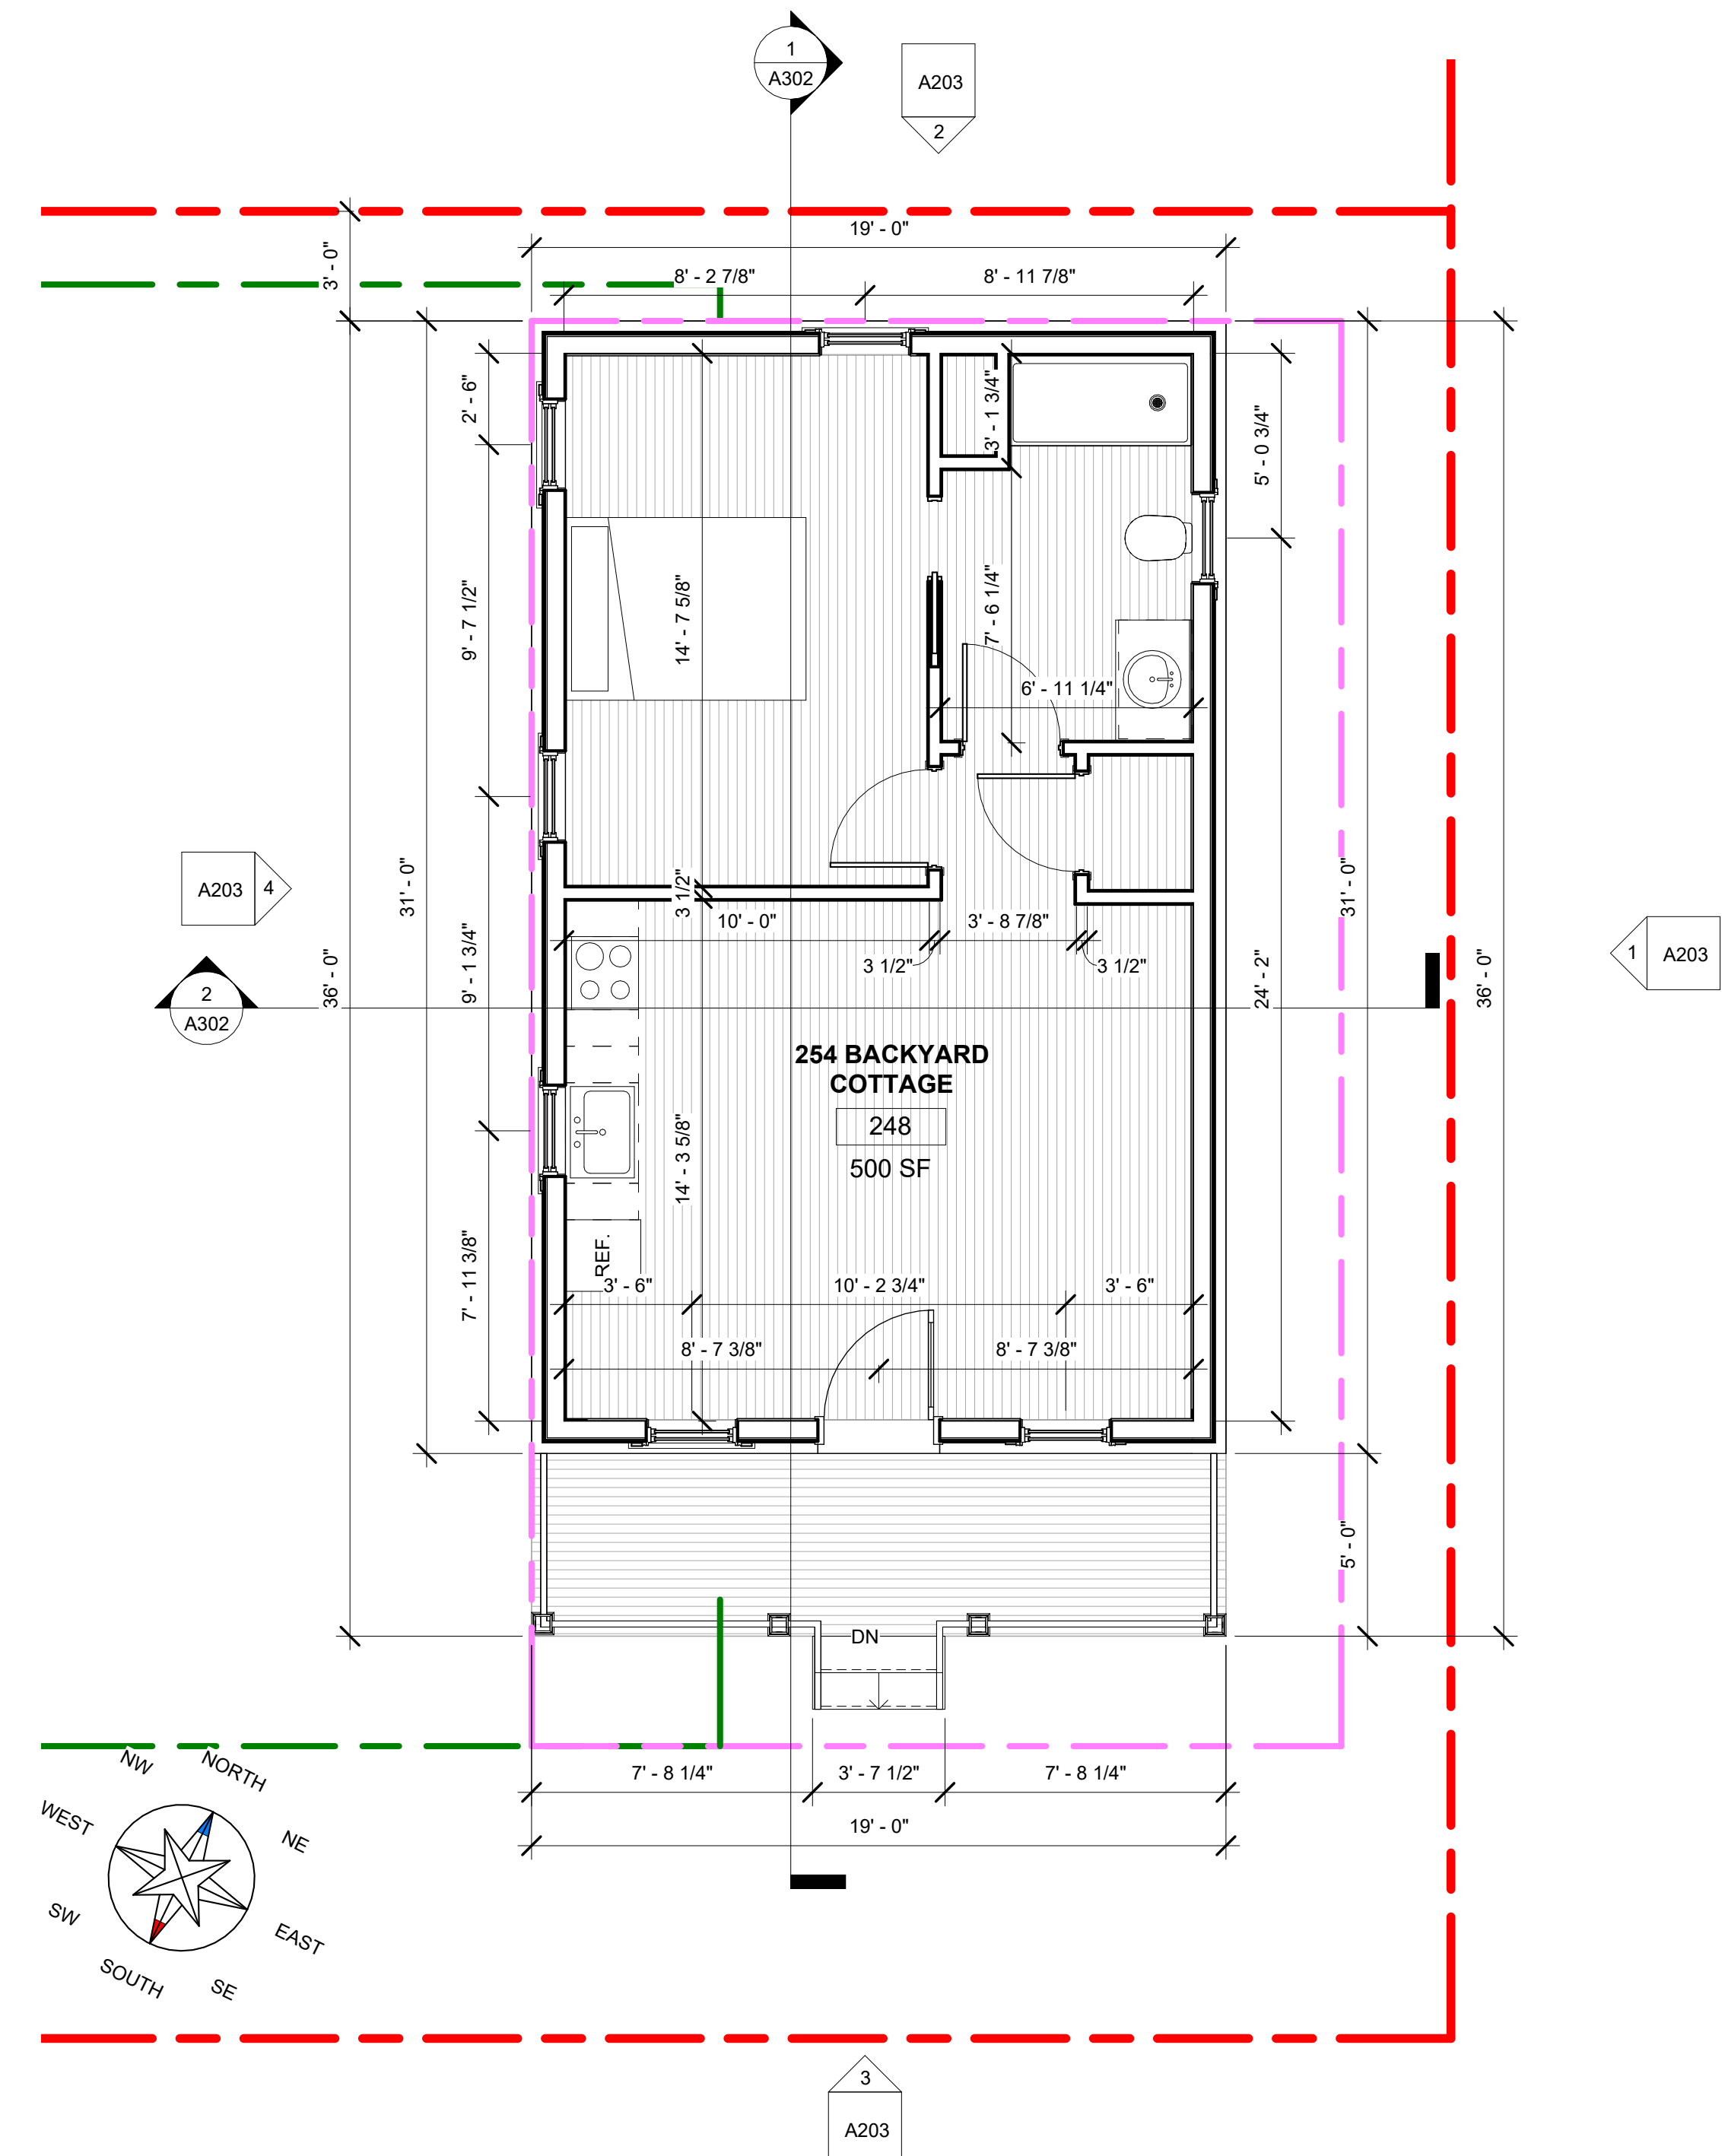 1
A302
A203
2
19' - 0"
3' - 0"
8' - 2 7/8"
8' - 11 7/8"
2' - 6"
3' - 1 3/4"
5' - 0 3/4"
9' - 7 1/2"
14' - 7 5/8"
7' - 6 1/4"
6' - 11 1/4"
A203
4
31' - 0"
3 1/2"
10' - 0"
3' - 8 7/8"
31' - 0"
3 1/2"
3 1/2"
36' - 0"
9' - 1 3/4"
24' - 2"
36' - 0"
1
A203
2
A302
254 BACKYARD
COTTAGE
248
500 SF
14' - 3 5/8"
7' - 11 3/8"
REF.
3' - 6"
10' - 2 3/4"
3' - 6"
8' - 7 3/8"
8' - 7 3/8"
5' - 0"
DN
7' - 8 1/4"
3' - 7 1/2"
7' - 8 1/4"
19' - 0"
NW
NORTH
WEST
NE
SW
EAST
SOUTH
SE
3
A203